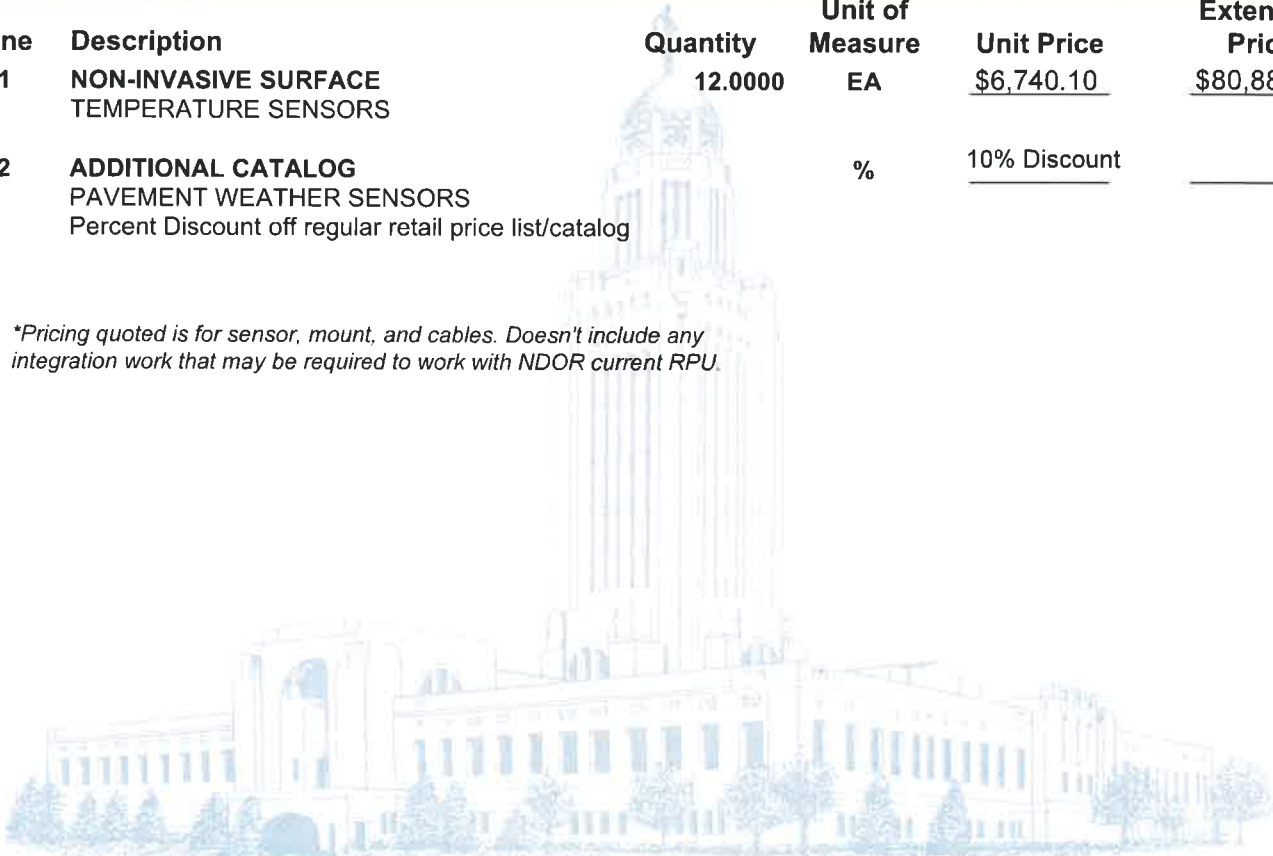 Unit of
ne Description Quantity Measure Unit Price
1 NON-INVASIVE SURFACE 12.0000 EA $6,740.10
TEMPERATURE SENSORS
2 ADDITIONAL CATALOG % 10% Discount
PAVEMENT WEATHER SENSORS
Percent Discount off regular retail price list/catalog
*Pricing quoted is for sensor, mount, and cables. Doesn't include any
integration work that may be required to work with NDOR current RPU.